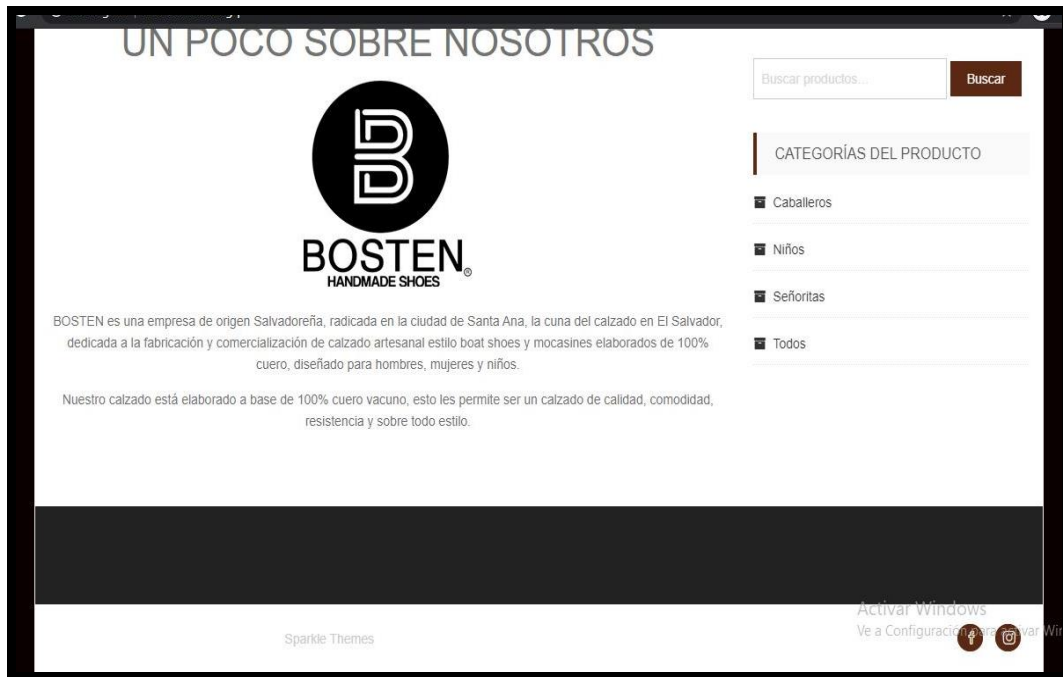 UN POCO SOBRE NOSOTROS
B
BOSTEN®
HANDMADE SHOES
BOSTEN es una empresa de origen Salvadoreña, radicada en la ciudad de Santa Ana, la cuna del calzado en El Salvador,
dedicada a la fabricación y comercialización de calzado artesanal estilo boat shoes y mocasines elaborados de 100%
cuero, diseñado para hombres, mujeres y niños.
Nuestro calzado está elaborado a base de 100% cuero vacuno, esto les permite ser un calzado de calidad, comodidad,
resistencia y sobre todo estilo.
Buscar productos...
Buscar
CATEGORÍAS DEL PRODUCTO
Caballeros
Niños
Señoritas
Todos
Sparkle Themes
Activar Windows
Ve a Configuración para activar Win